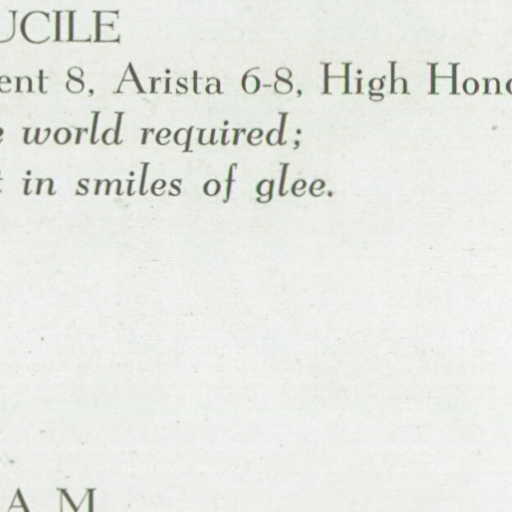 UCILE
ent 8, Arista 6-8, High Hono
world required;
in smiles of glee.
A M